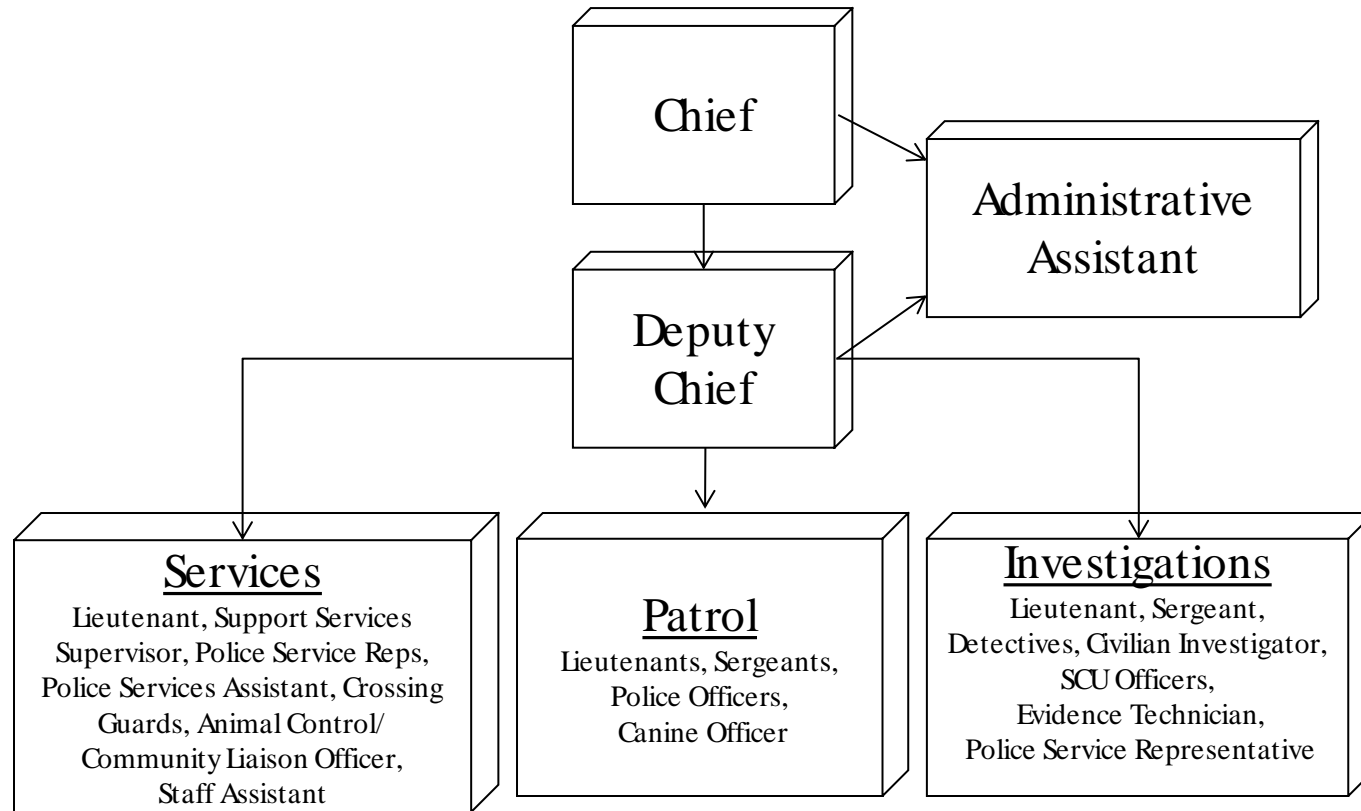 Chief
Administrative
Assistant
Deputy
Chief
Services
Lieutenant, Support Services
Supervisor, Police Service Reps,
Police Services Assistant, Crossing
Guards, Animal Control/
Community Liaison Officer,
Staff Assistant
Patrol
Lieutenants, Sergeants,
Police Officers,
Canine Officer
Investigations
Lieutenant, Sergeant,
Detectives, Civilian Investigator,
SCU Officers,
Evidence Technician,
Police Service Representative